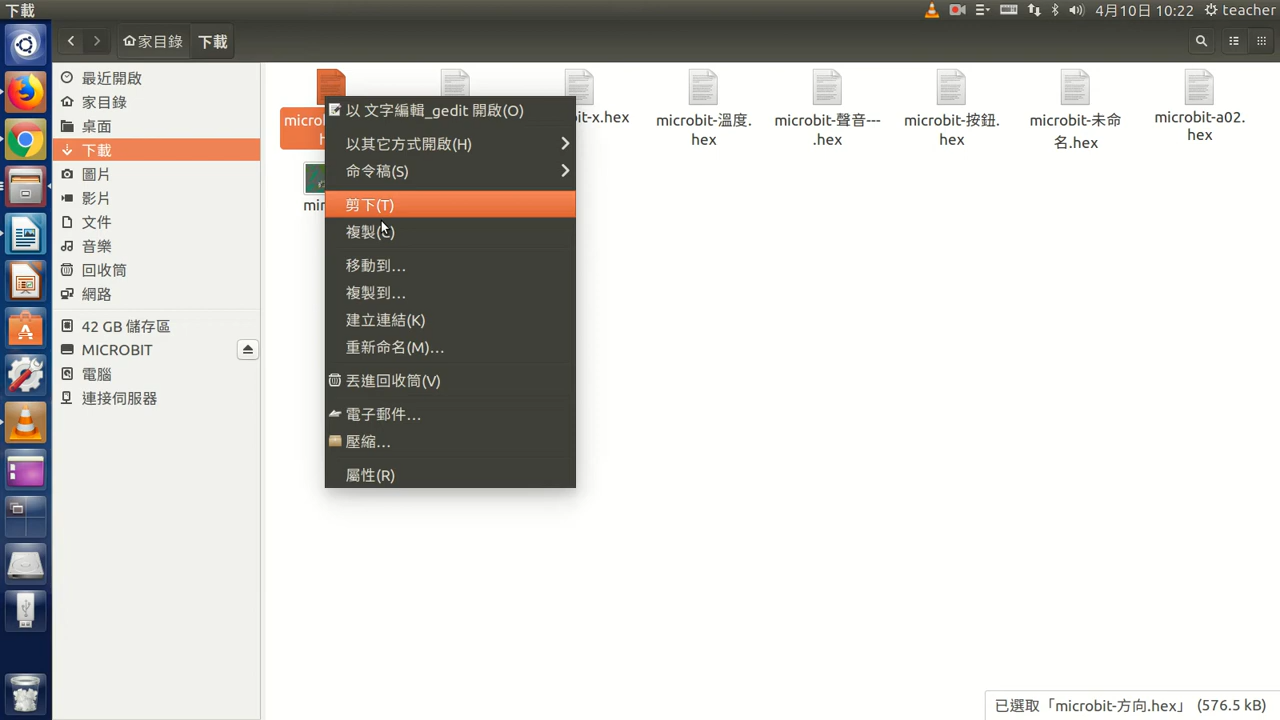 下載
4月10日 10:22 teacher
家目錄 下載
最近開啟
家目錄
桌面
下載
圖片
影片
文件
音樂
回收筒
網路
42 GB 儲存區
MICROBIT
電腦
連接伺服器
microbit-溫度.
hex
microbit-聲音---
.hex
microbit-按鈕.
hex
microbit-未命
名.hex
microbit-a02.
hex
以 文字編輯_gedit 開啟(O)
以其它方式開啟(H)
命令稿(S)
剪下(T)
複製(C)
移動到…
複製到…
建立連結(K)
重新命名(M)…
丟進回收筒(V)
電子郵件…
壓縮…
屬性(R)
已選取「microbit-方向.hex」 (576.5 kB)